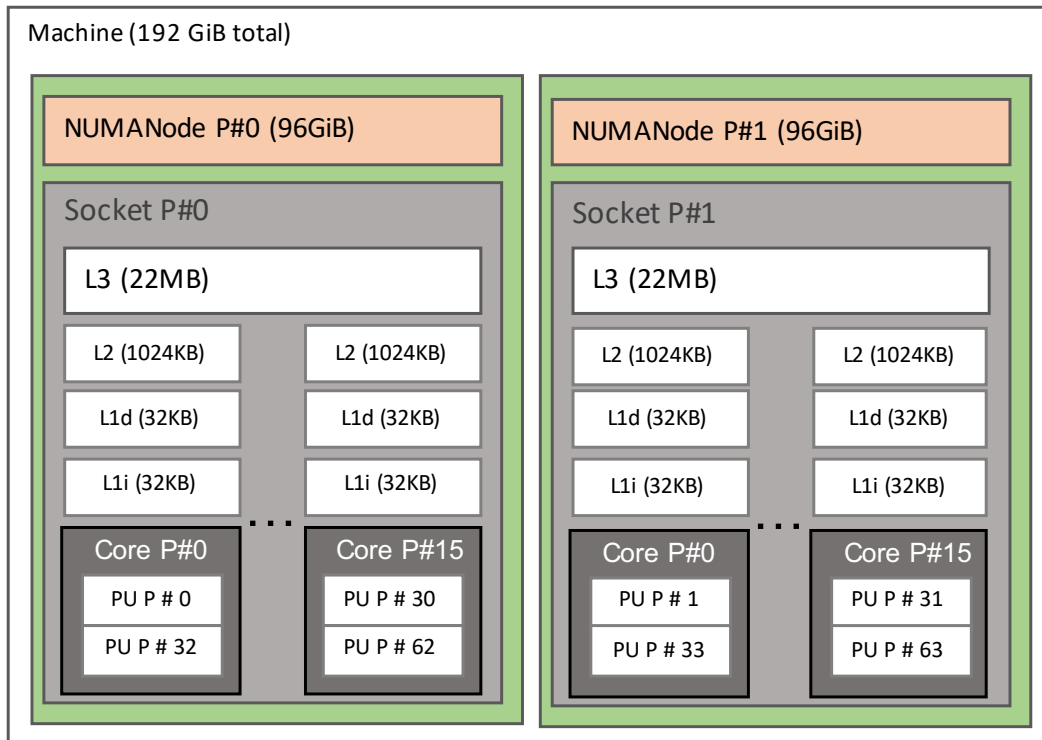 Machine (192 GiB total)
NUMANode P#0 (96GiB)
Socket P#0
L3 (22MB)
L2 (1024KB)
L2 (1024KB)
L1d (32KB)
L1d (32KB)
L1i (32KB)
L1i (32KB)
...
Core P#0
PU P # 0
PU P # 32
Core P#15
PU P # 30
PU P # 62
NUMANode P#1 (96GiB)
Socket P#1
L3 (22MB)
L2 (1024KB)
L2 (1024KB)
L1d (32KB)
L1d (32KB)
L1i (32KB)
L1i (32KB)
...
Core P#0
PU P # 1
PU P # 33
Core P#15
PU P # 31
PU P # 63